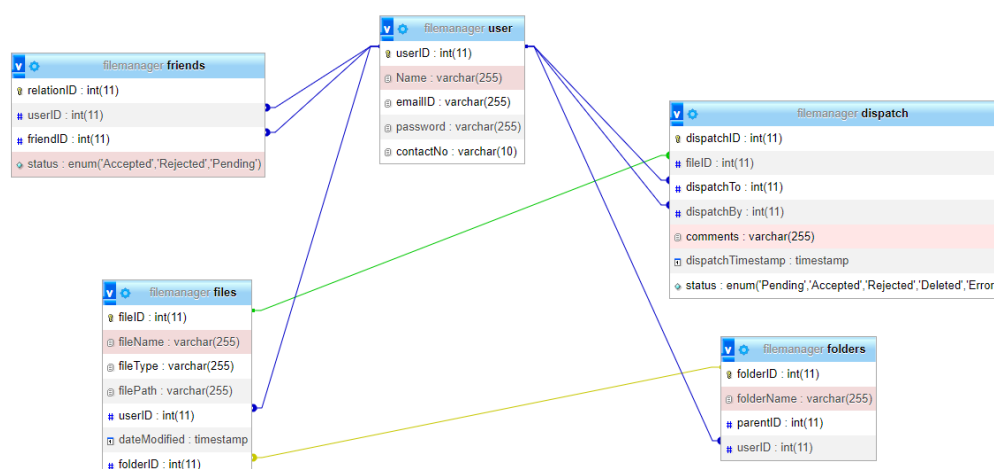 filemanager user
userID : int(11)
Name : varchar(255)
emailID : varchar(255)
password : varchar(255)
contactNo : varchar(10)
filemanager friends
relationID : int(11)
userID : int(11)
friendID : int(11)
status : enum('Accepted','Rejected','Pending')
filemanager dispatch
dispatchID : int(11)
fileID : int(11)
dispatchTo : int(11)
dispatchBy : int(11)
comments : varchar(255)
dispatchTimestamp : timestamp
status : enum('Pending','Accepted','Rejected','Deleted','Error
filemanager files
fileID : int(11)
fileName : varchar(255)
fileType : varchar(255)
filePath : varchar(255)
userID : int(11)
dateModified : timestamp
folderID : int(11)
filemanager folders
folderID : int(11)
folderName : varchar(255)
parentID : int(11)
userID : int(11)